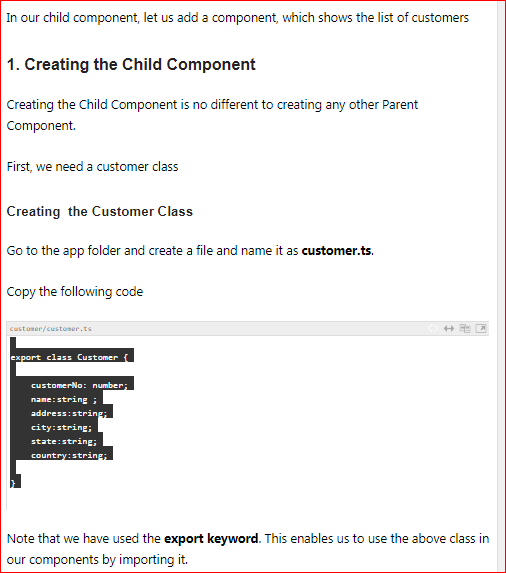 In our child component, let us add a component, which shows the list of customers
1. Creating the Child Component
Creating the Child Component is no different to creating any other Parent
Component.
First, we need a customer class
Creating  the Customer Class
Go to the app folder and create a file and name it as customer.ts.
Copy the following code
customer/customer.ts
export class Customer {
customerNo: number;
name:string ;
address:string;
city:string;
state:string;
country:string;
}
Note that we have used the export keyword. This enables us to use the above class in
our components by importing it.